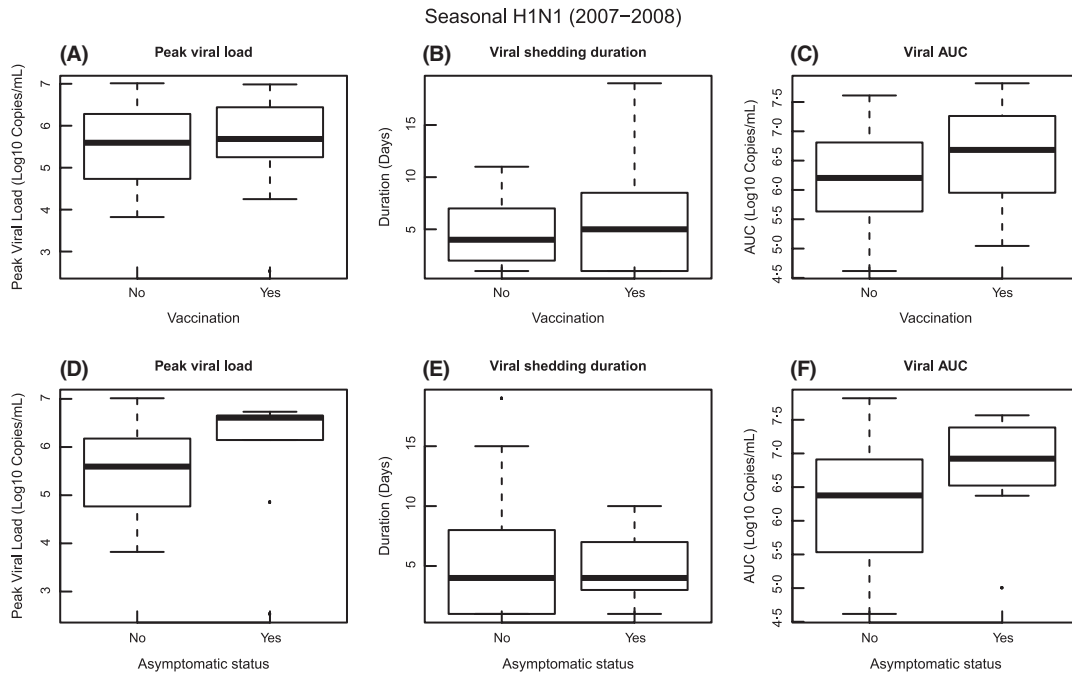 Seasonal H1N1 (2007–2008)
(A) Peak viral load
Peak Viral Load (Log10 Copies/mL)
7
6
5
4
3
No Yes
Vaccination
(B) Viral shedding duration
Duration (Days)
15
10
5
No Yes
Vaccination
(C) Viral AUC
AUC (Log10 Copies/mL)
7·5
7·0
6·5
6·0
5·5
5·0
4·5
No Yes
Vaccination
(D) Peak viral load
Peak Viral Load (Log10 Copies/mL)
7
6
5
4
3
No Yes
Asymptomatic status
(E) Viral shedding duration
Duration (Days)
15
10
5
No Yes
Asymptomatic status
(F) Viral AUC
AUC (Log10 Copies/mL)
7·5
7·0
6·5
6·0
5·5
5·0
4·5
No Yes
Asymptomatic status